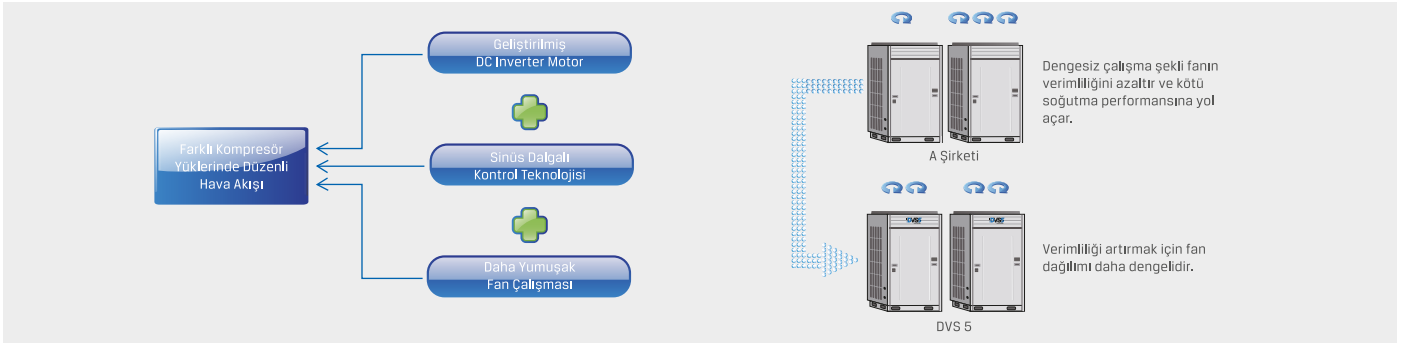 Geliştirilmiş
DC Inverter Motor
Farklı Kompresör
Yüklerinde Düzenli
Hava Akışı
Sinüs Dalgalı
Kontrol Teknolojisi
Daha Yumuşak
Fan Çalışması
Dengesiz çalışma şekli fanın
verimliliğini azaltır ve kötü
soğutma performansına yol
açar.
A Şirketi
Verimliliği artırmak için fan
dağılımı daha dengelidir.
DVS 5